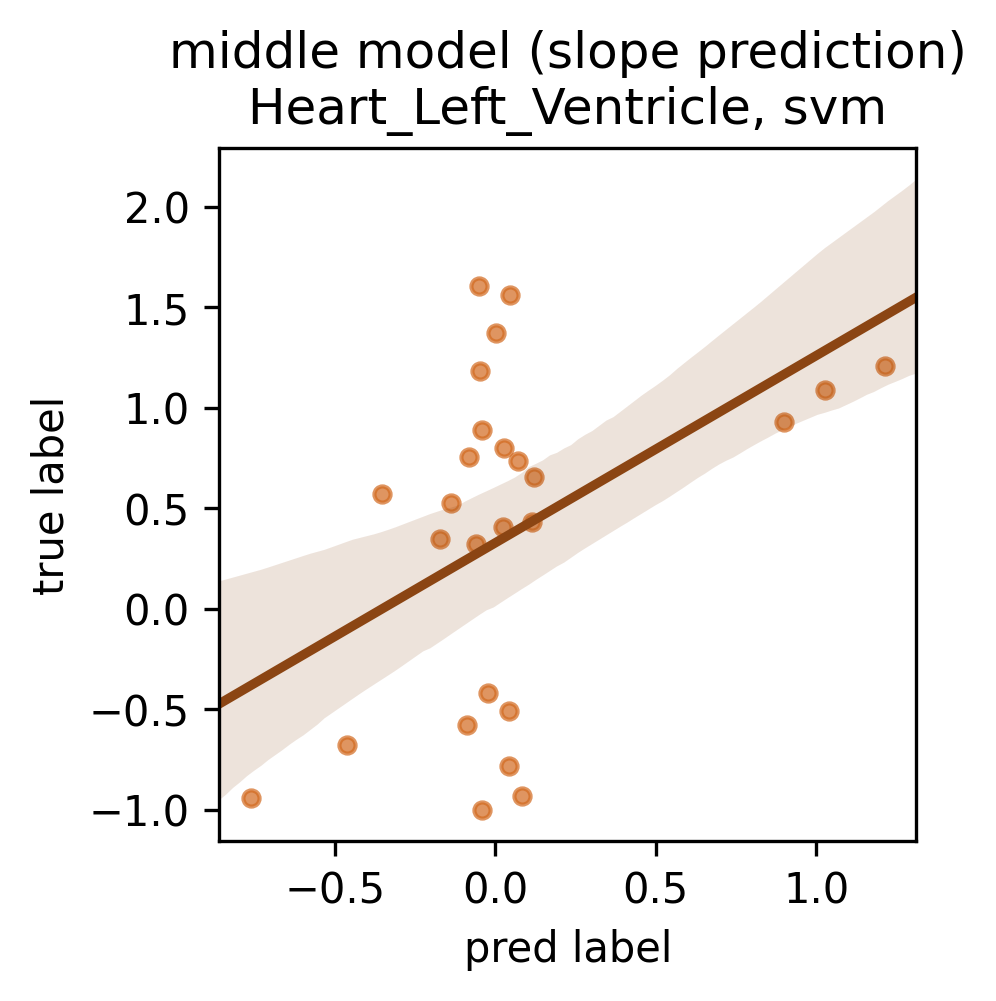 middle model (slope prediction)
Heart_Left_Ventricle, svm
2.0
1.5
1.0
0.5
0.0
−0.5
−1.0
true label
−0.5 0.0 0.5 1.0
pred label